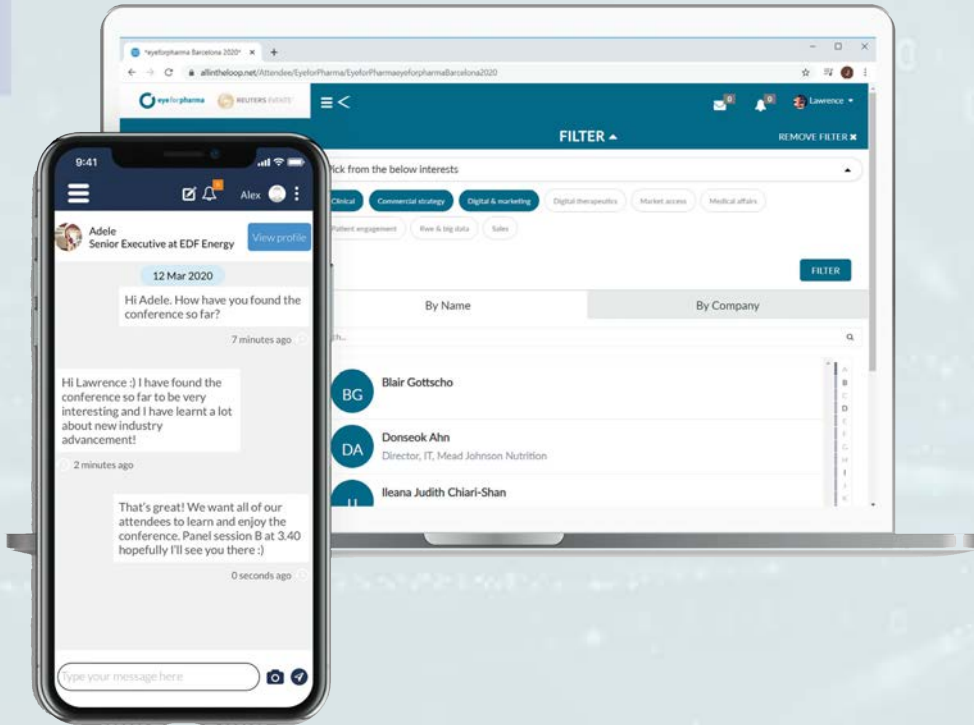 *eyeforpharma Barcelona 2020*
allintheloop.net/Attendee/EyeforPharma/EyeforPharmaeyeforpharmaBarcelona2020
eyeforpharma
REUTERS EVENTS
0
0
Lawrence
FILTER
REMOVE FILTER
ick from the below interests
Clinical
Commercial strategy
Digital & marketing
Digital therapeutics
Market access
Medical affairs
Patient engagement
Rwe & big data
Sales
FILTER
By Name
By Company
BG
Blair Gottscho
DA
Donseok Ahn
Director, IT, Mead Johnson Nutrition
Ileana Judith Chiari-Shan
A
B
C
D
E
F
G
H
I
J
K
9:41
Alex
Adele
Senior Executive at EDF Energy
View profile
12 Mar 2020
Hi Adele. How have you found the
conference so far?
7 minutes ago
Hi Lawrence :) I have found the
conference so far to be very
interesting and I have learnt a lot
about new industry
advancement!
2 minutes ago
That's great! We want all of our
attendees to learn and enjoy the
conference. Panel session B at 3.40
hopefully I'll see you there :)
0 seconds ago
Type your message here